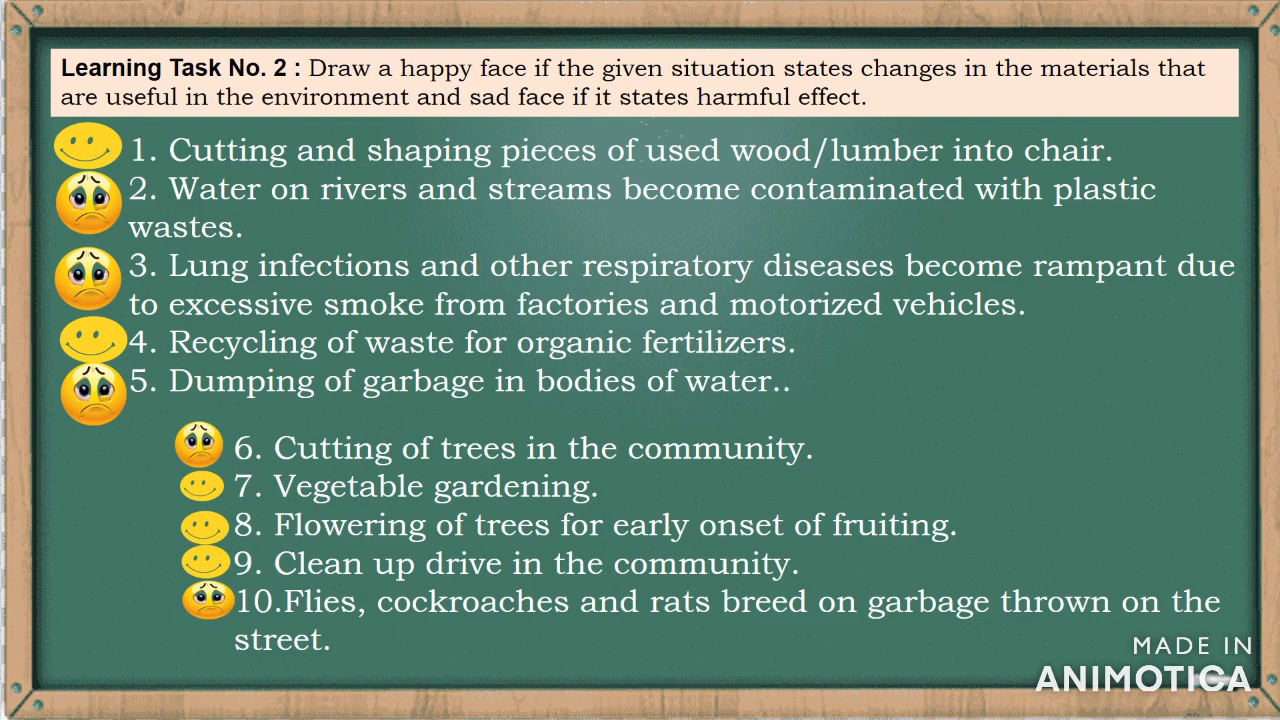 Learning Task No. 2 : Draw a happy face if the given situation states changes in the materials that
are useful in the environment and sad face if it states harmful effect.
1. Cutting and shaping pieces of used wood/lumber into chair.
2. Water on rivers and streams become contaminated with plastic
wastes.
3. Lung infections and other respiratory diseases become rampant due
to excessive smoke from factories and motorized vehicles.
4. Recycling of waste for organic fertilizers.
5. Dumping of garbage in bodies of water..
6. Cutting of trees in the community.
7. Vegetable gardening.
8. Flowering of trees for early onset of fruiting.
9. Clean up drive in the community.
10.Flies, cockroaches and rats breed on garbage thrown on the
street.
MADE IN
ANIMOTICA